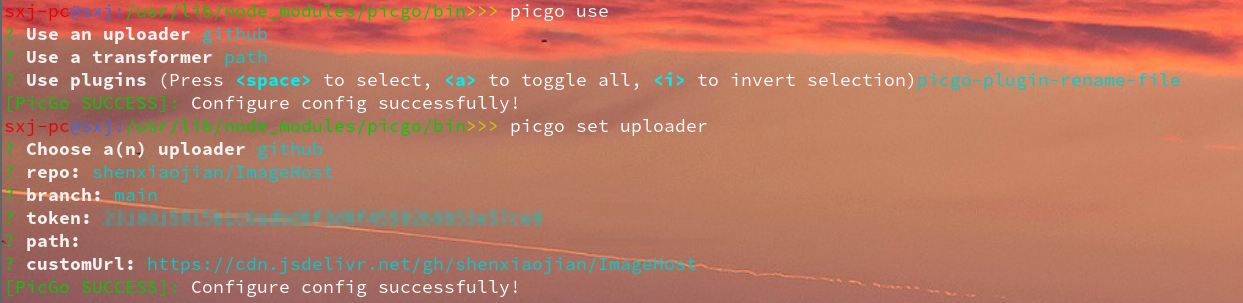 sxj-pc@sxj:/usr/lib/node_modules/picgo/bin>>> picgo use
? Use an uploader github
? Use a transformer path
? Use plugins (Press <space> to select, <a> to toggle all, <i> to invert selection)picgo-plugin-rename-file
[PicGo SUCCESS]: Configure config successfully!
sxj-pc@sxj:/usr/lib/node_modules/picgo/bin>>> picgo set uploader
? Choose a(n) uploader github
? repo: shenxiaojian/ImageHost
? branch: main
? token:
? path:
? customUrl: https://cdn.jsdelivr.net/gh/shenxiaojian/ImageHost
[PicGo SUCCESS]: Configure config successfully!